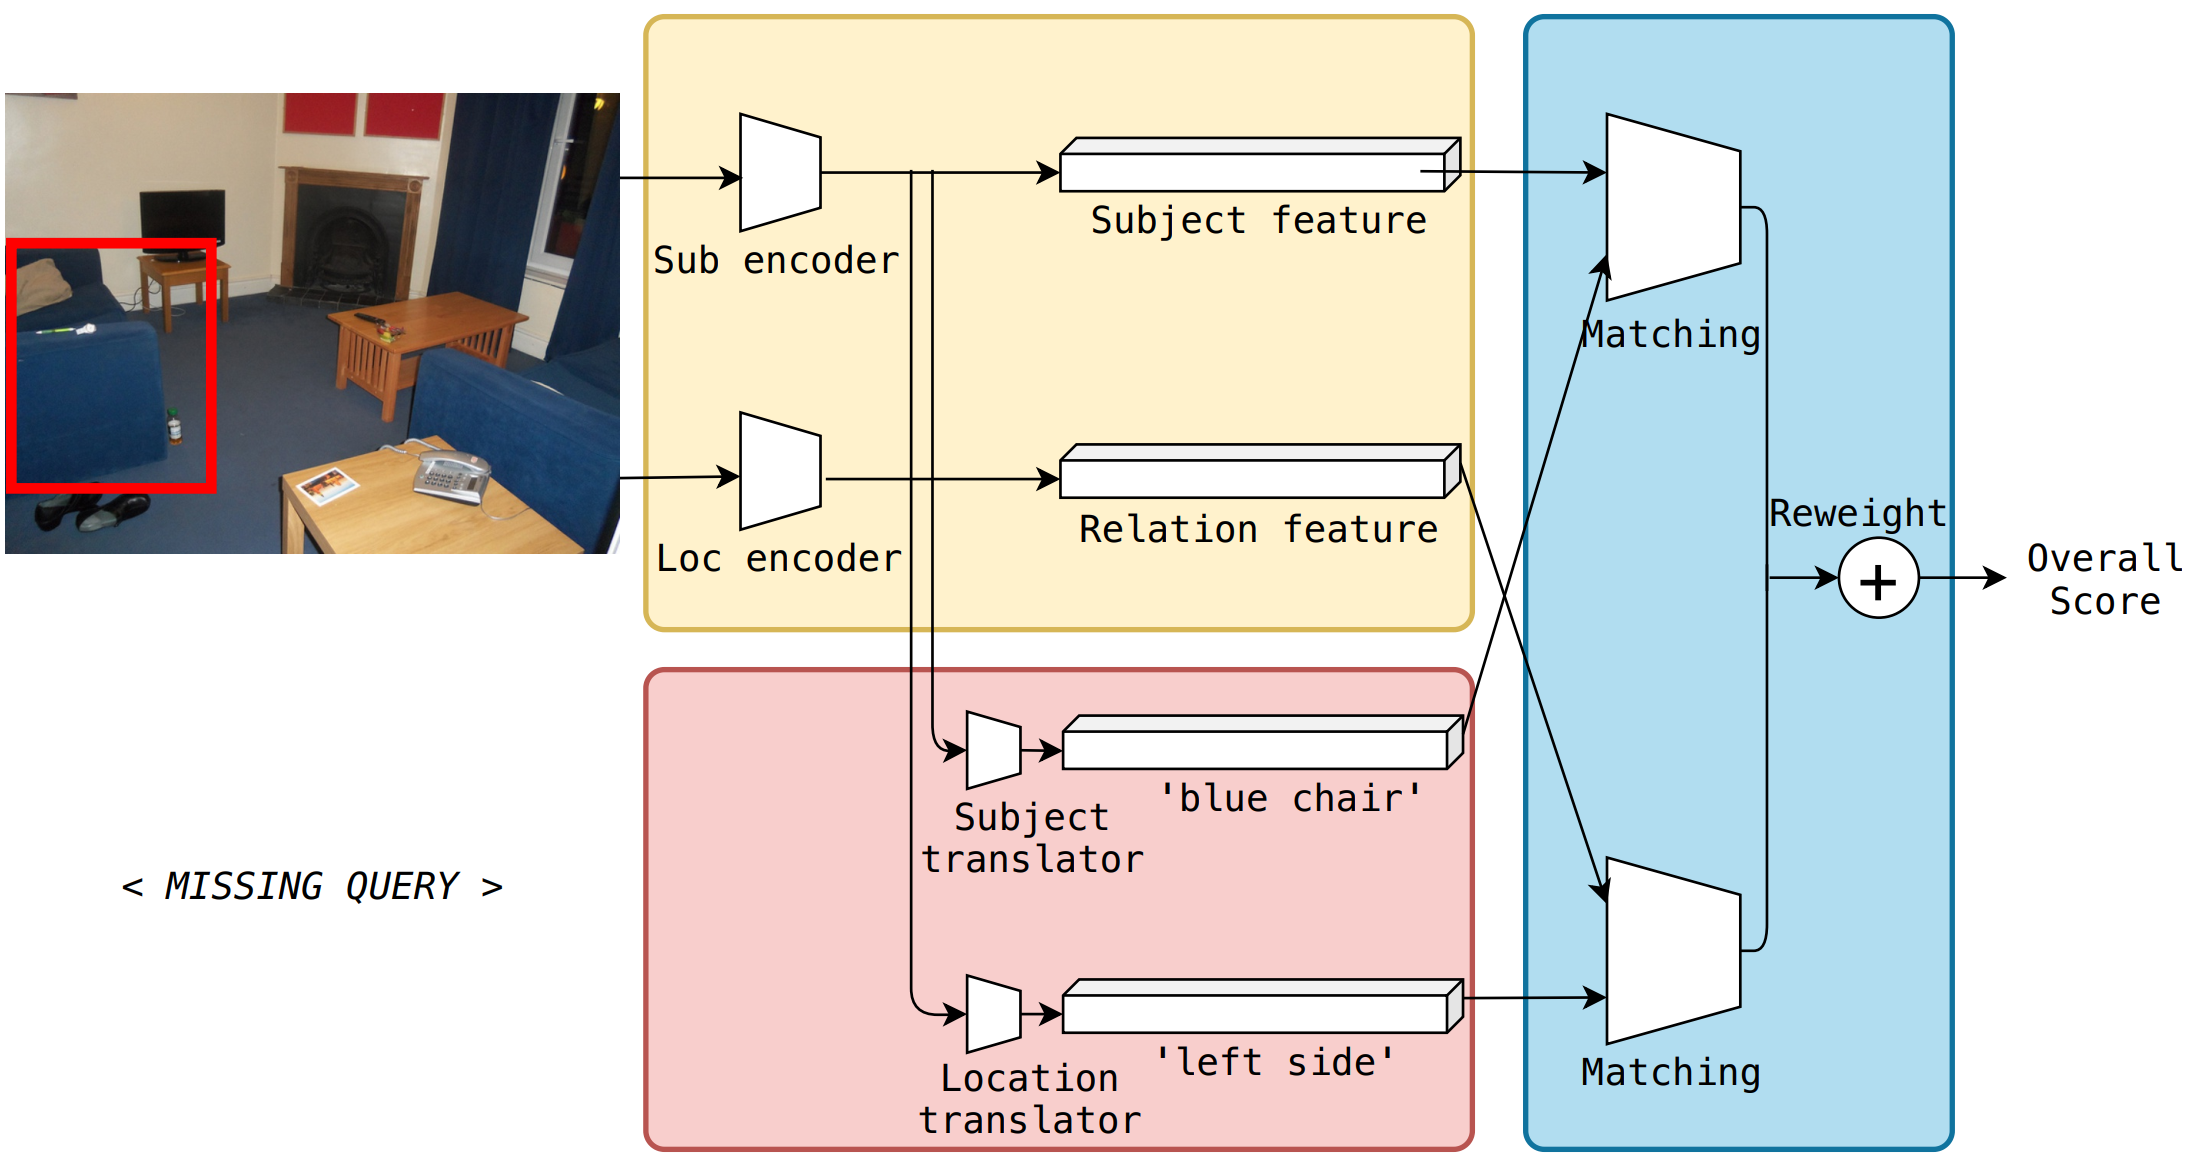 Sub encoder
Subject feature
Matching
Loc encoder
Relation feature
Reweight
+
Overall
Score
< MISSING QUERY >
Subject
translator
'blue chair'
Location
translator
'left side'
Matching